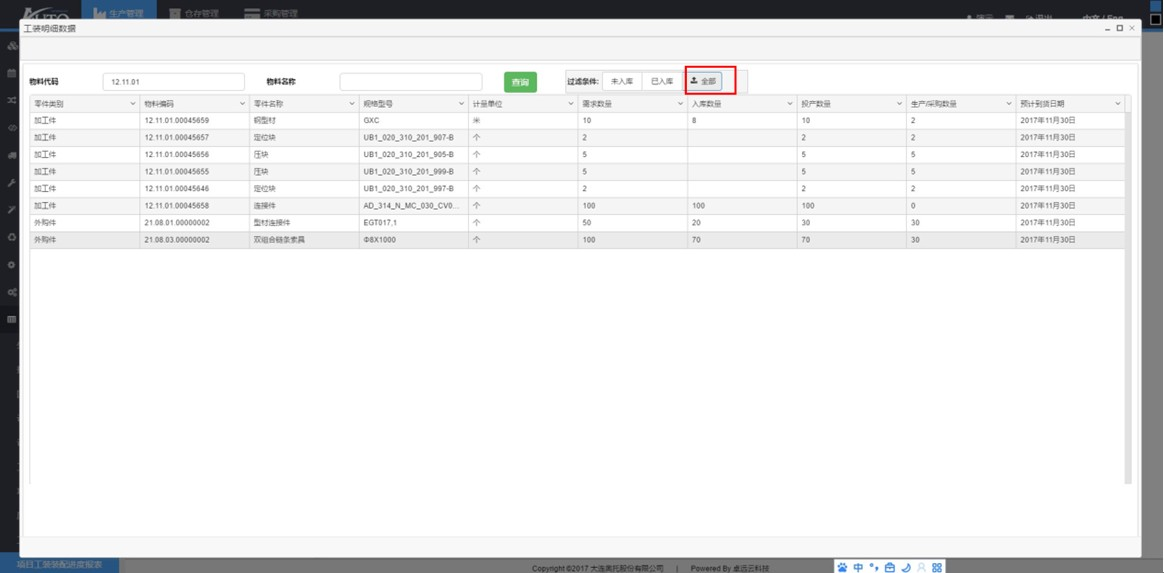 AUTO 生产管理 仓存管理 采购管理
中文 / Eng
工装明细数据
物料代码 12.11.01 物料名称 查询 过滤条件: 未入库 已入库 全部
零件类别 物料编码 零件名称 规格型号 计量单位 需求数量 入库数量 投产数量 生产/采购数量 预计到货日期
加工件 12.11.01.00045659 铜型材 GXC 米 10 8 10 2 2017年11月30日
加工件 12.11.01.00045657 定位块 UB1_020_310_201_907-B 个 2 2 2 2017年11月30日
加工件 12.11.01.00045656 压块 UB1_020_310_201_905-B 个 5 5 5 2017年11月30日
加工件 12.11.01.00045655 压块 UB1_020_310_201_999-B 个 5 5 5 2017年11月30日
加工件 12.11.01.00045646 定位块 UB1_020_310_201_997-B 个 2 2 2 2017年11月30日
加工件 12.11.01.00045658 连接件 AD_314_N_MC_030_CV0... 个 100 100 100 0 2017年11月30日
外购件 21.08.01.00000002 型材连接件 EGT017.1 个 50 20 30 30 2017年11月30日
外购件 21.08.03.00000002 双组合链条索具 Φ8X1000 个 100 70 70 30 2017年11月30日
项目工装装配进度报表
Copyright ©2017 大连奥托股份有限公司 | Powered By 卓远云科技
中